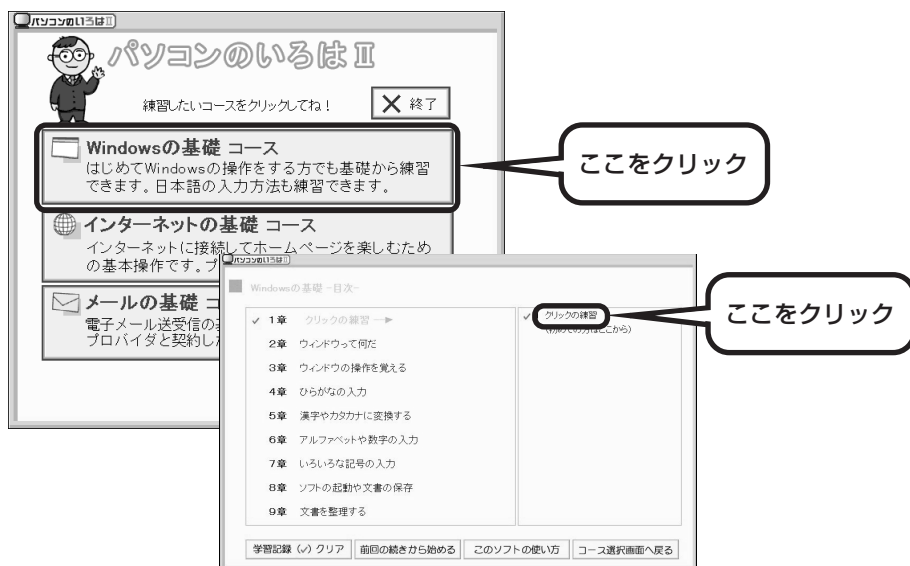 パソコンのいろはⅡ
パソコンのいろはⅡ
練習したいコースをクリックしてね!
終了
Windowsの基礎 コース
はじめてWindowsの操作をする方でも基礎から練習
できます。日本語の入力方法も練習できます。
ここをクリック
インターネットの基礎 コース
インターネットに接続してホームページを楽しむため
の基本操作です。プ
メールの基礎 コ
電子メール送受信の
プロバイダと契約し
パソコンのいろはⅡ
Windowsの基礎 -目次-
✓ 1章 クリックの練習
2章 ウィンドウって何だ
3章 ウィンドウの操作を覚える
4章 ひらがなの入力
5章 漢字やカタカナに変換する
6章 アルファベットや数字の入力
7章 いろいろな記号の入力
8章 ソフトの起動や文書の保存
9章 文書を整理する
✓ クリックの練習
(初めての方はここから)
ここをクリック
学習記録 (✓) クリア
前回の続きから始める
このソフトの使い方
コース選択画面へ戻る